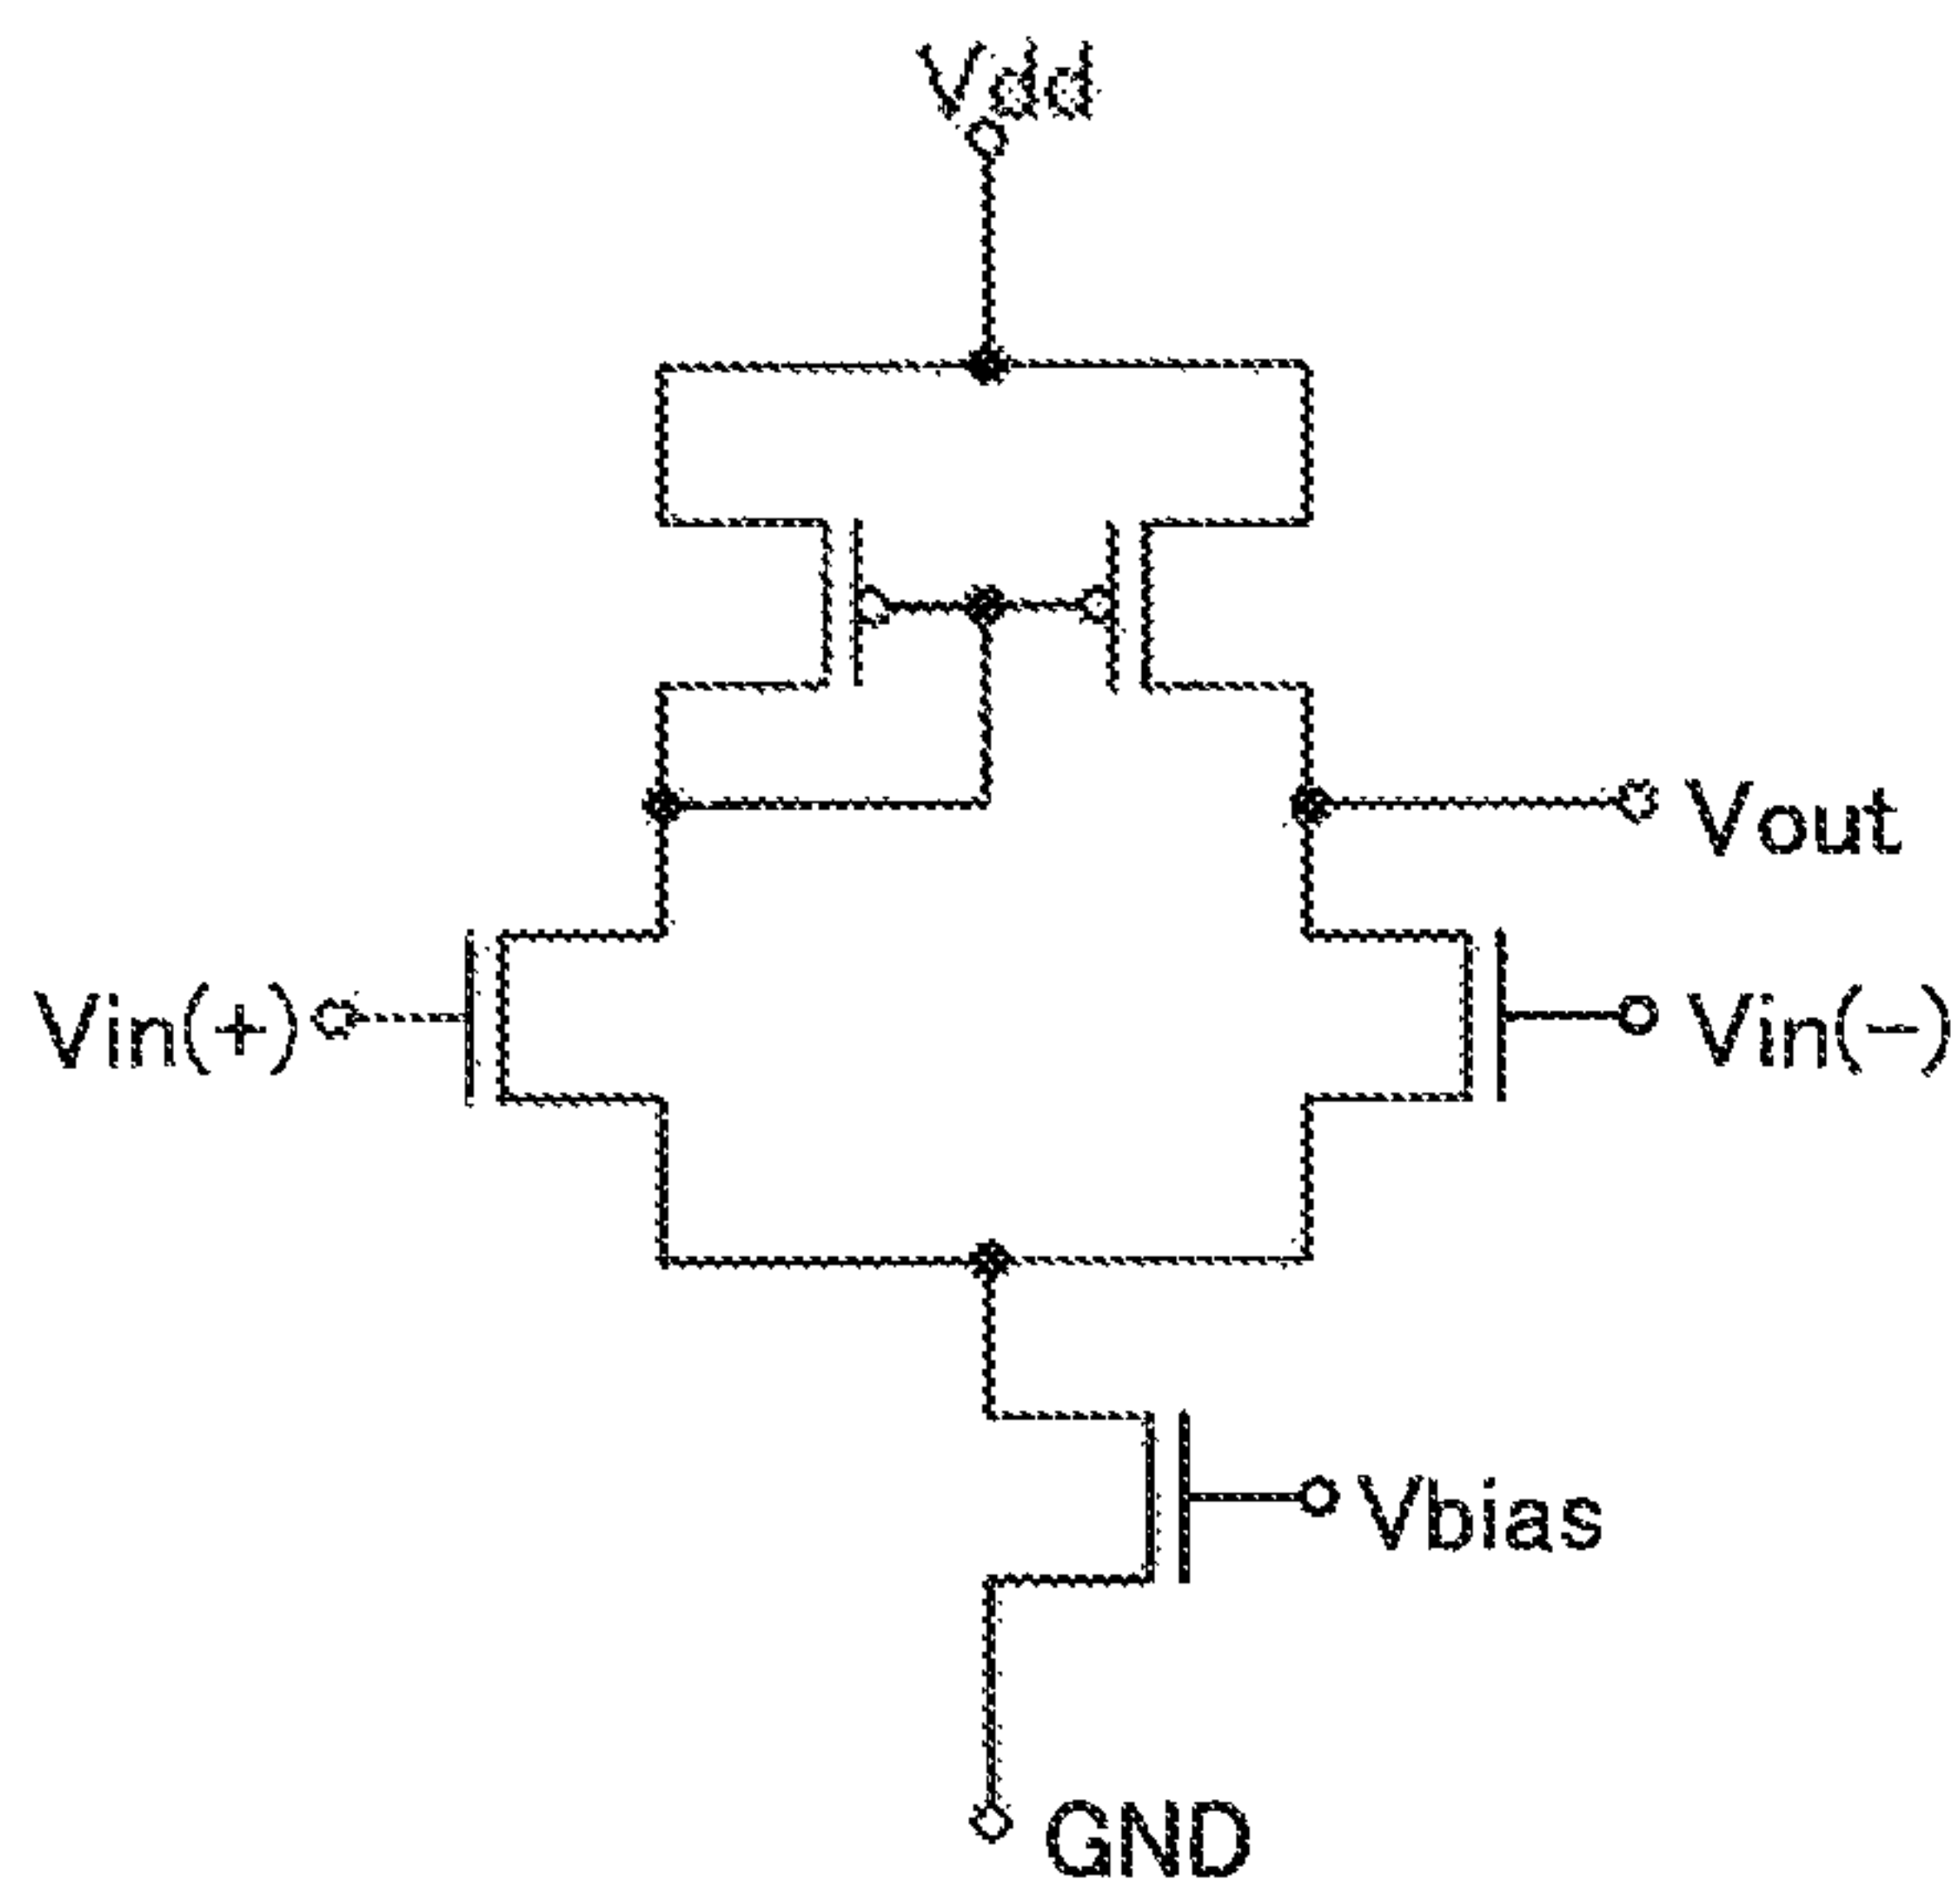 Vdd
Vout
Vin(+)
Vin(−)
Vbias
GND